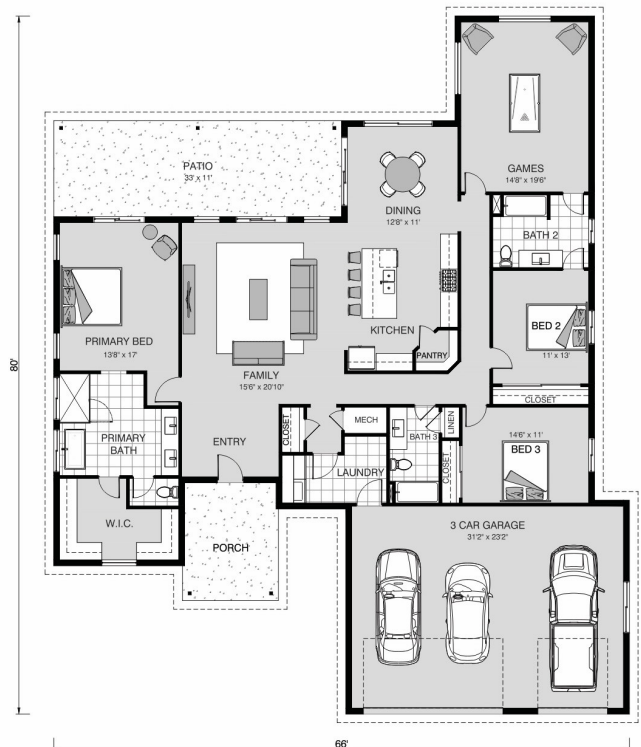 GAMES
14'8" x 19'6"
PATIO
33' x 11'
DINING
12'8" x 11'
BATH 2
PRIMARY BED
13'8" x 17'
FAMILY
15'6" x 20'10"
KITCHEN
PANTRY
BED 2
11' x 13'
CLOSET
80'
PRIMARY
BATH
ENTRY
CLOSET
MECH
LAUNDRY
BATH 3
LINEN
CLOSET
14'6" x 11'
BED 3
W.I.C.
PORCH
3 CAR GARAGE
31'2" x 23'2"
66'